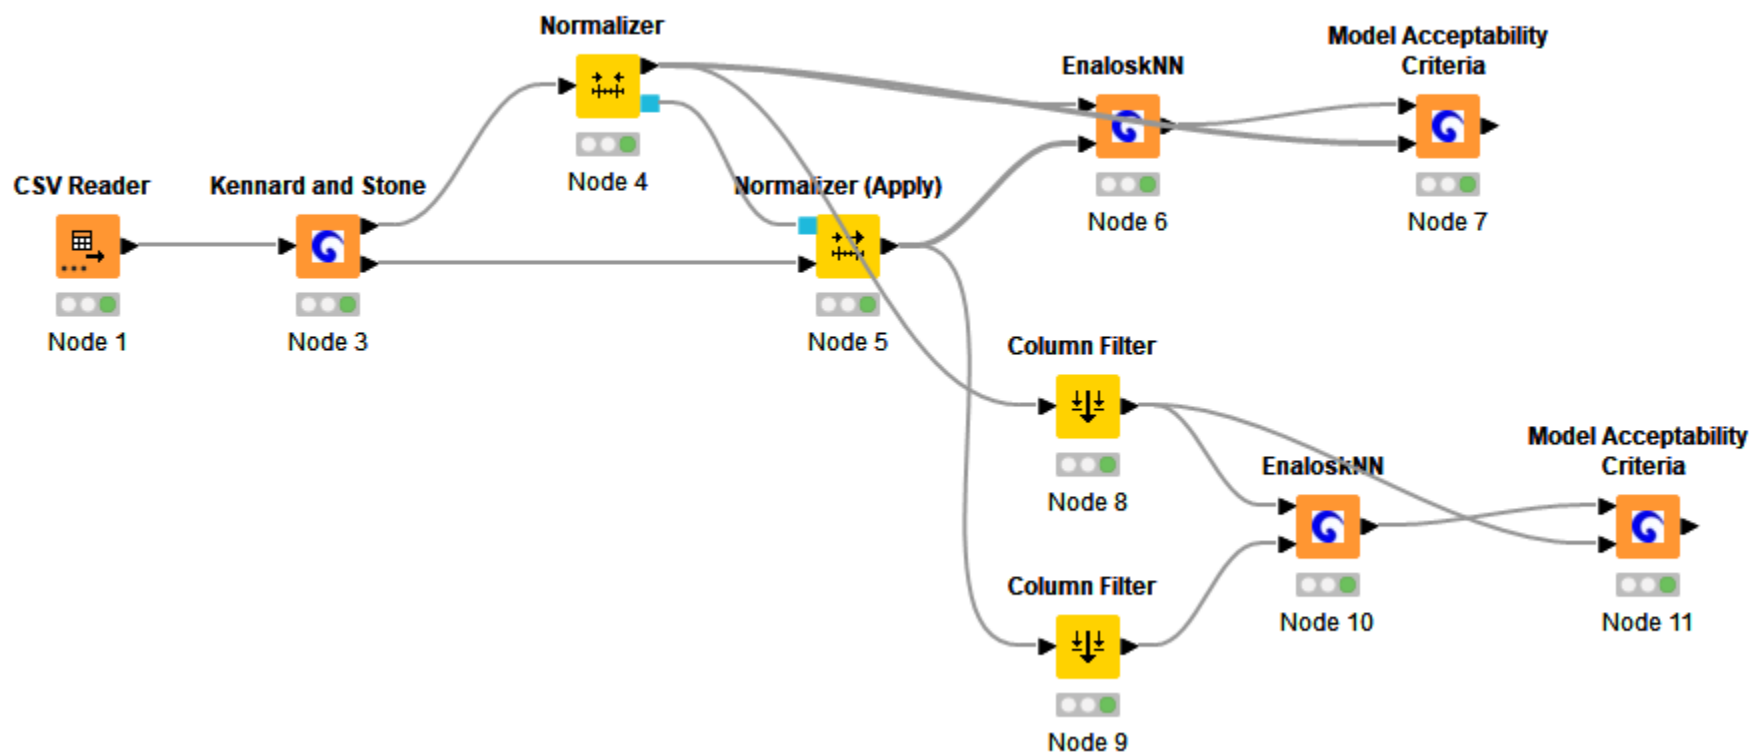 Normalizer
Node 4
CSV Reader
Node 1
Kennard and Stone
Node 3
Normalizer (Apply)
Node 5
EnaloskNN
Node 6
Model Acceptability
Criteria
Node 7
Column Filter
Node 8
Column Filter
Node 9
EnaloskNN
Node 10
Model Acceptability
Criteria
Node 11